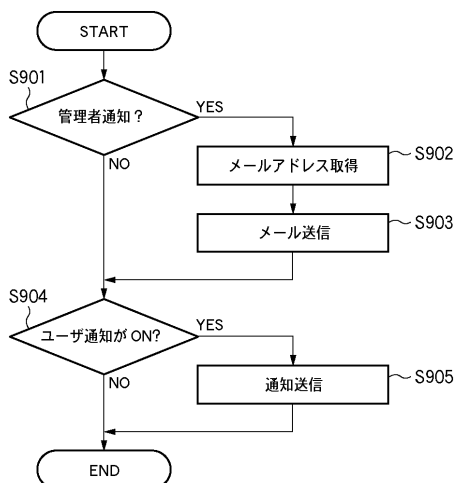 START
S901
管理者通知？
YES
NO
メールアドレス取得
S902
メール送信
S903
S904
ユーザ通知がON?
YES
NO
通知送信
S905
END